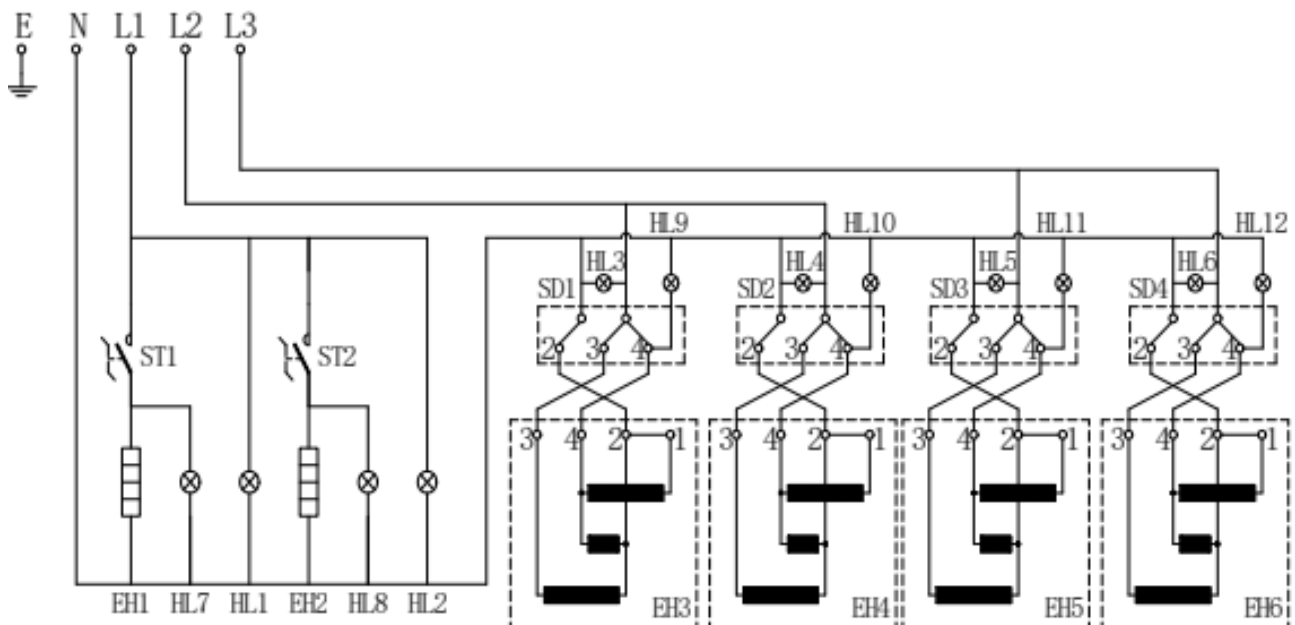 E N L1 L2 L3
HL9 HL10 HL11 HL12
HL3 HL4 HL5 HL6
SD1 SD2 SD3 SD4
ST1 ST2 2 3 4 2 3 4 2 3 4 2 3 4
3 4 2 1 3 4 2 1 3 4 2 1 3 4 2 1
EH1 HL7 HL1 EH2 HL8 HL2 EH3 EH4 EH5 EH6